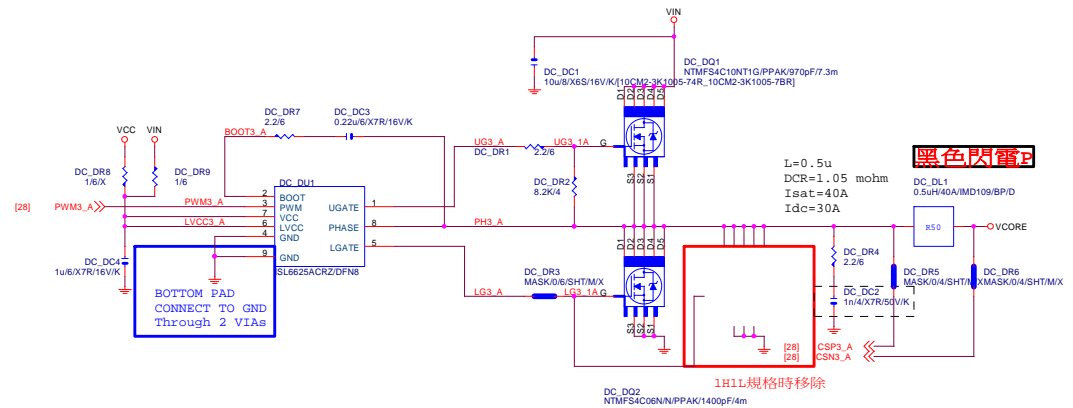 VIN
DC_DC1
10u/8/X6S/16V/K/[10CM2-3K1005-74R_10CM2-3K1005-7BR]
DC_DQ1
NTMFS4C10NT1G/PPAK/970pF/7.3m
D1 D2 D3 D4 D5
G
S3 S2 S1
DC_DR7
2.2/6
DC_DC3
0.22u/6/X7R/16V/K
BOOT3_A
VCC
VIN
DC_DR8
1/6/X
DC_DR9
1/6
UG3_A
UG3_1A
DC_DR1
2.2/6
DC_DR2
8.2K/4
L=0.5u
DCR=1.05 mohm
Isat=40A
Idc=30A
黑色閃電P
DC_DL1
0.5uH/40A/IMD109/BP/D
R50
VCORE
DC_DU1
2 BOOT
3 PWM
7 VCC
6 LVCC
4 GND
9 GND
UGATE 1
PHASE 8
LGATE 5
ISL6625ACRZ/DFN8
[28] PWM3_A
PWM3_A
LVCC3_A
PH3_A
DC_DC4
1u/6/X7R/16V/K
BOTTOM PAD
CONNECT TO GND
Through 2 VIAs
DC_DR3
MASK/0/6/SHT/M/X
LG3_A
LG3_1A
D1 D2 D3 D4 D5
G
S3 S2 S1
DC_DQ2
NTMFS4C06N/N/PPAK/1400pF/4m
DC_DR4
2.2/6
DC_DC2
1n/4/X7R/50V/K
DC_DR5
MASK/0/4/SHT/M/X
DC_DR6
MASK/0/4/SHT/M/X
[28] CSP3_A
[28] CSN3_A
1H1L規格時移除